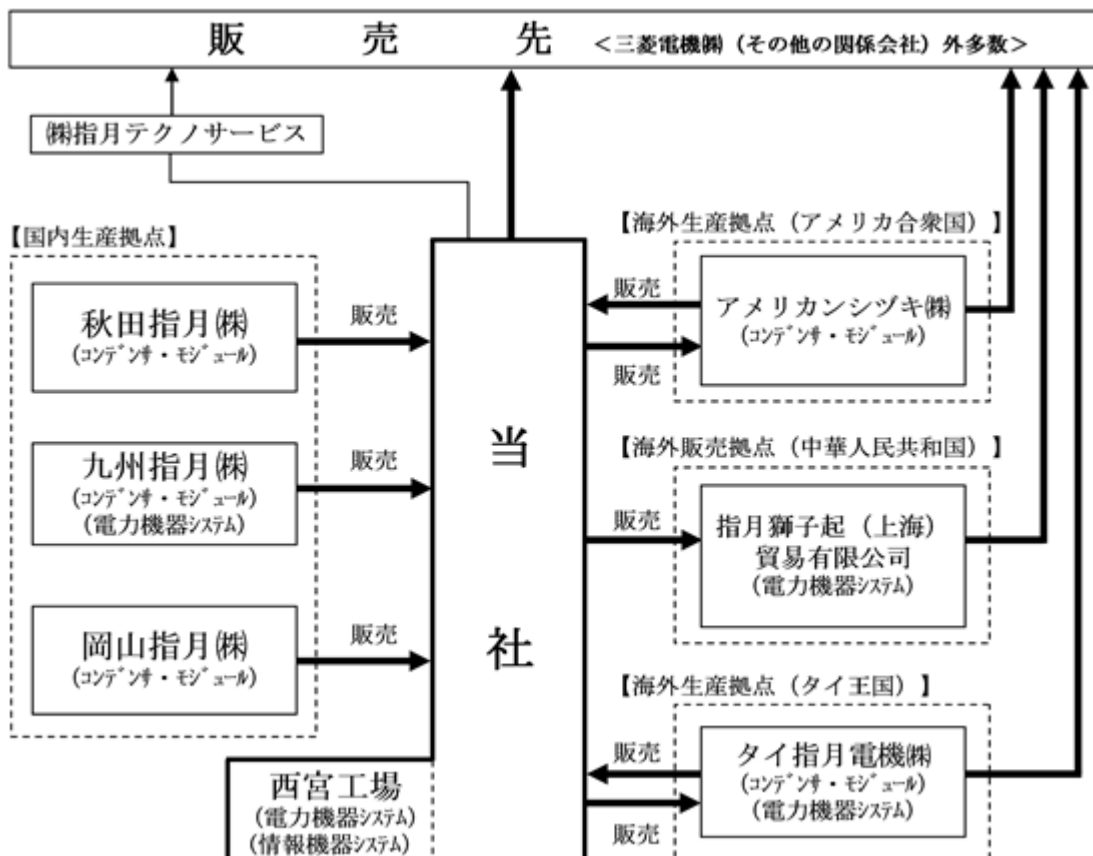 販売先 <三菱電機㈱(その他の関係会社)外多数>
㈱指月テクノサービス
【国内生産拠点】
秋田指月㈱
(コンデンサ・モジュール)
販売
九州指月㈱
(コンデンサ・モジュール)
(電力機器システム)
販売
岡山指月㈱
(コンデンサ・モジュール)
販売
西宮工場
(電力機器システム)
(情報機器システム)
当
社
【海外生産拠点(アメリカ合衆国)】
販売
アメリカンシヅキ㈱
(コンデンサ・モジュール)
販売
【海外販売拠点(中華人民共和国)】
販売
指月獅子起(上海)
貿易有限公司
(電力機器システム)
【海外生産拠点(タイ王国)】
販売
タイ指月電機㈱
(コンデンサ・モジュール)
(電力機器システム)
販売